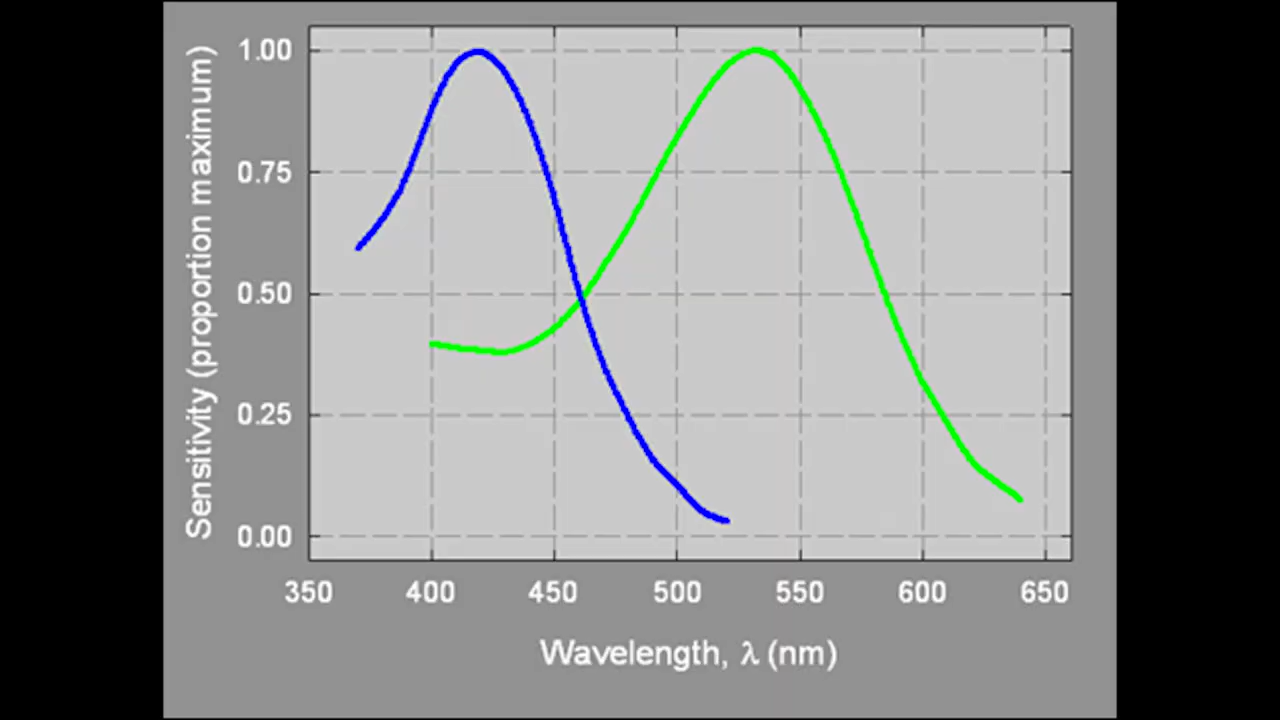 Sensitivity (proportion maximum)
1.00
0.75
0.50
0.25
0.00
350 400 450 500 550 600 650
Wavelength, λ (nm)